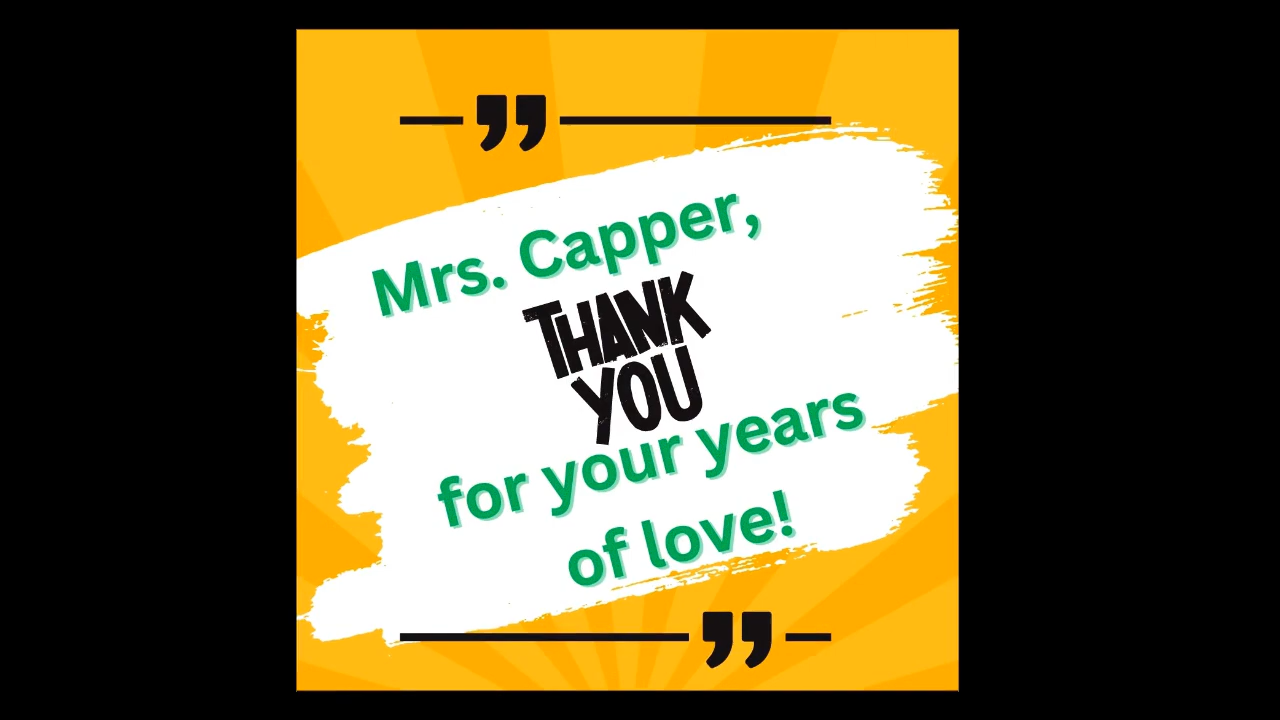 ”
Mrs. Capper,
THANK
YOU
for your years
of love!
”